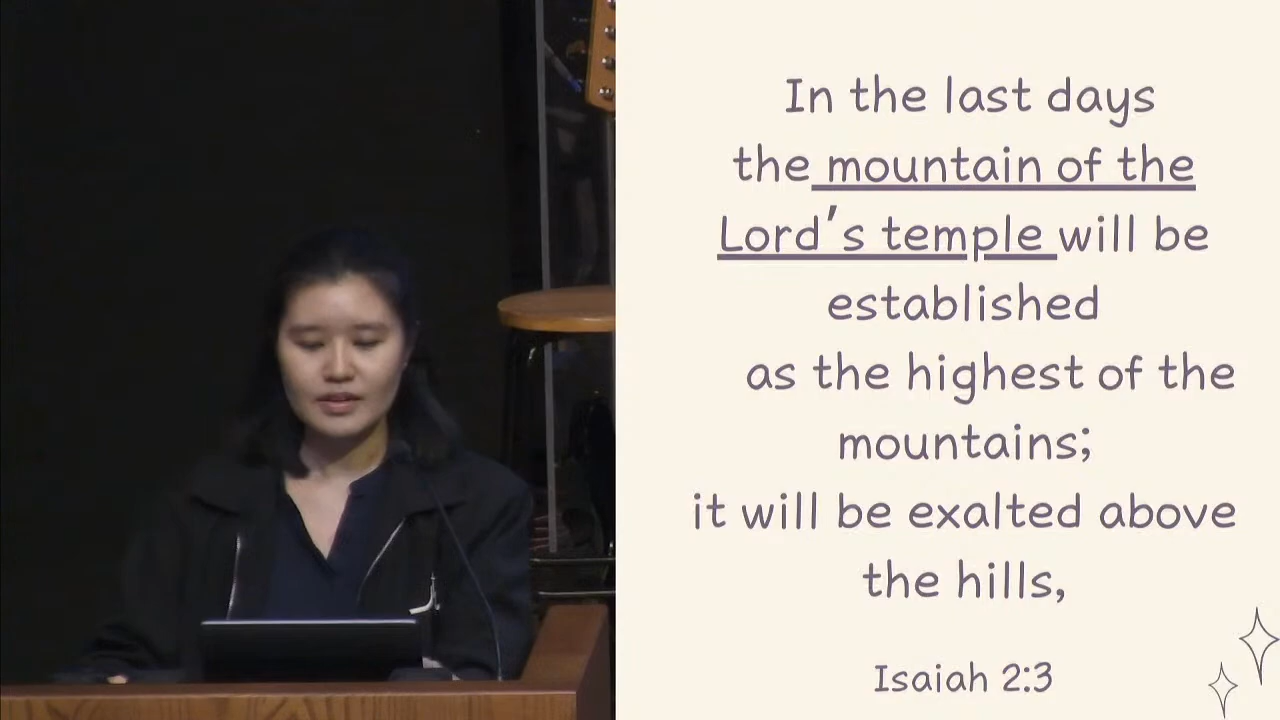 In the last days
the mountain of the
Lord's temple will be
established
as the highest of the
mountains;
it will be exalted above
the hills,
Isaiah 2:3